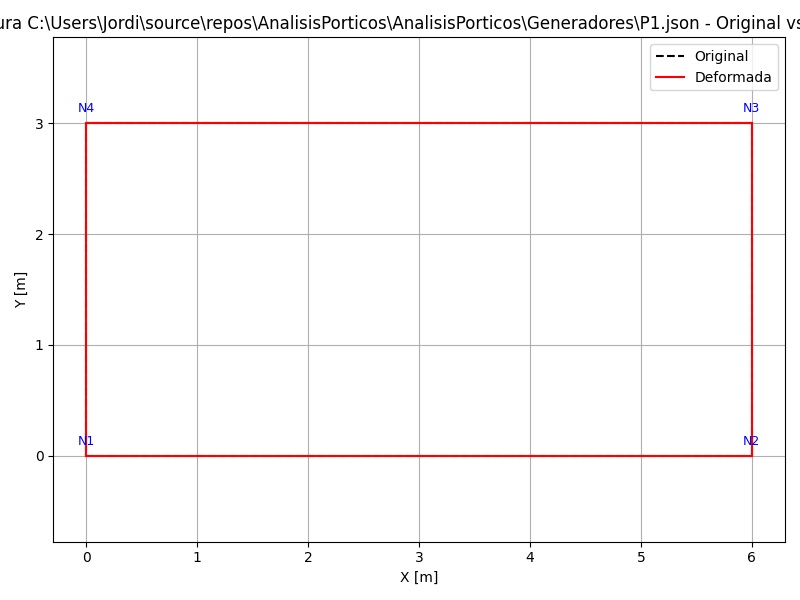 ura C:\Users\Jordi\source\repos\AnalisisPorticos\AnalisisPorticos\Generadores\P1.json - Original vs
Original
Deformada
N4
N3
3
2
Y [m]
1
N1
N2
0
0 1 2 3 4 5 6
X [m]